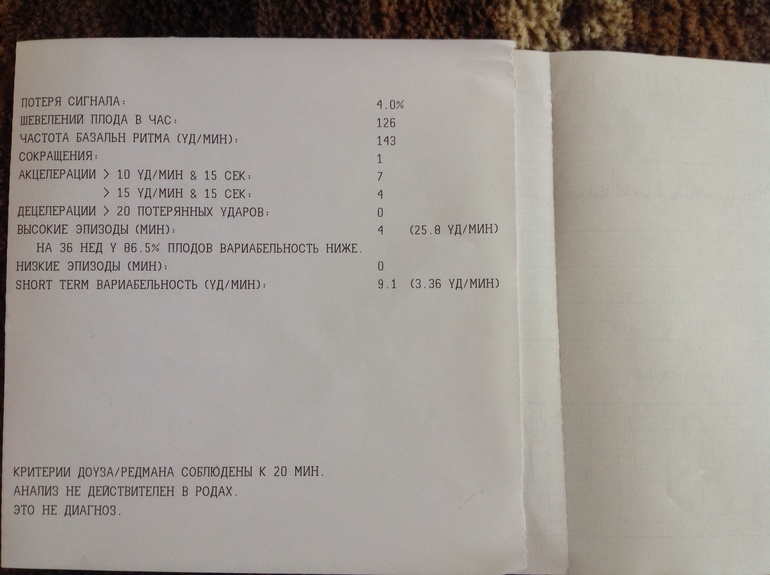 ПОТЕРЯ СИГНАЛА: 4.0%
ШЕВЕЛЕНИЙ ПЛОДА В ЧАС: 126
ЧАСТОТА БАЗАЛЬН РИТМА (УД/МИН): 143
СОКРАЩЕНИЯ: 1
АКЦЕЛЕРАЦИИ > 10 УД/МИН & 15 СЕК: 7
> 15 УД/МИН & 15 СЕК: 4
ДЕЦЕЛЕРАЦИИ > 20 ПОТЕРЯННЫХ УДАРОВ: 0
ВЫСОКИЕ ЭПИЗОДЫ (МИН): 4 (25.8 УД/МИН)
НА 36 НЕД У 86.5% ПЛОДОВ ВАРИАБЕЛЬНОСТЬ НИЖЕ.
НИЗКИЕ ЭПИЗОДЫ (МИН): 0
SHORT TERM ВАРИАБЕЛЬНОСТЬ (УД/МИН): 9.1 (3.36 УД/МИН)
КРИТЕРИИ ДОУЗА/РЕДМАНА СОБЛЮДЕНЫ К 20 МИН.
АНАЛИЗ НЕ ДЕЙСТВИТЕЛЕН В РОДАХ.
ЭТО НЕ ДИАГНОЗ.